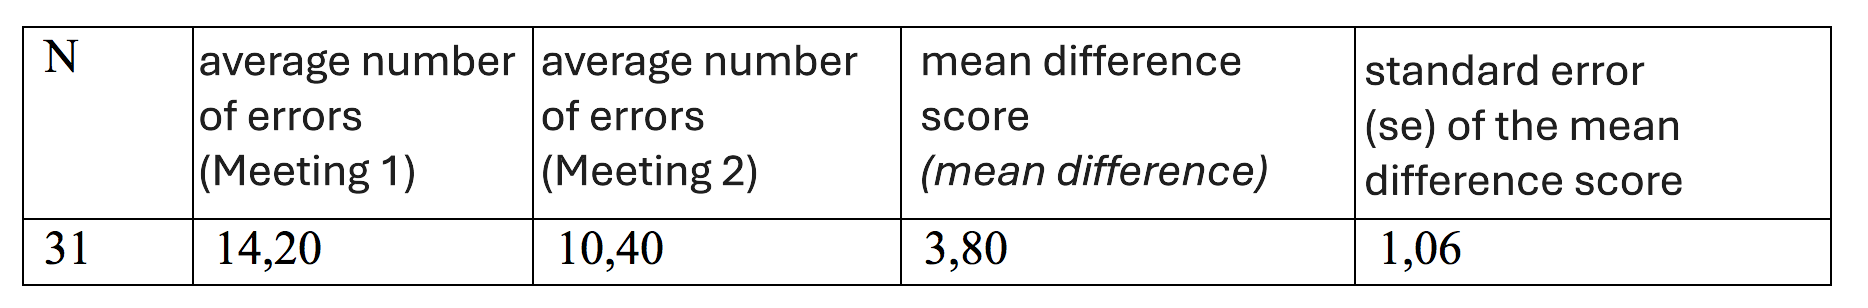 N
average number
of errors
(Meeting 1)
average number
of errors
(Meeting 2)
mean difference
score
(mean difference)
standard error
(se) of the mean
difference score
31
14,20
10,40
3,80
1,06